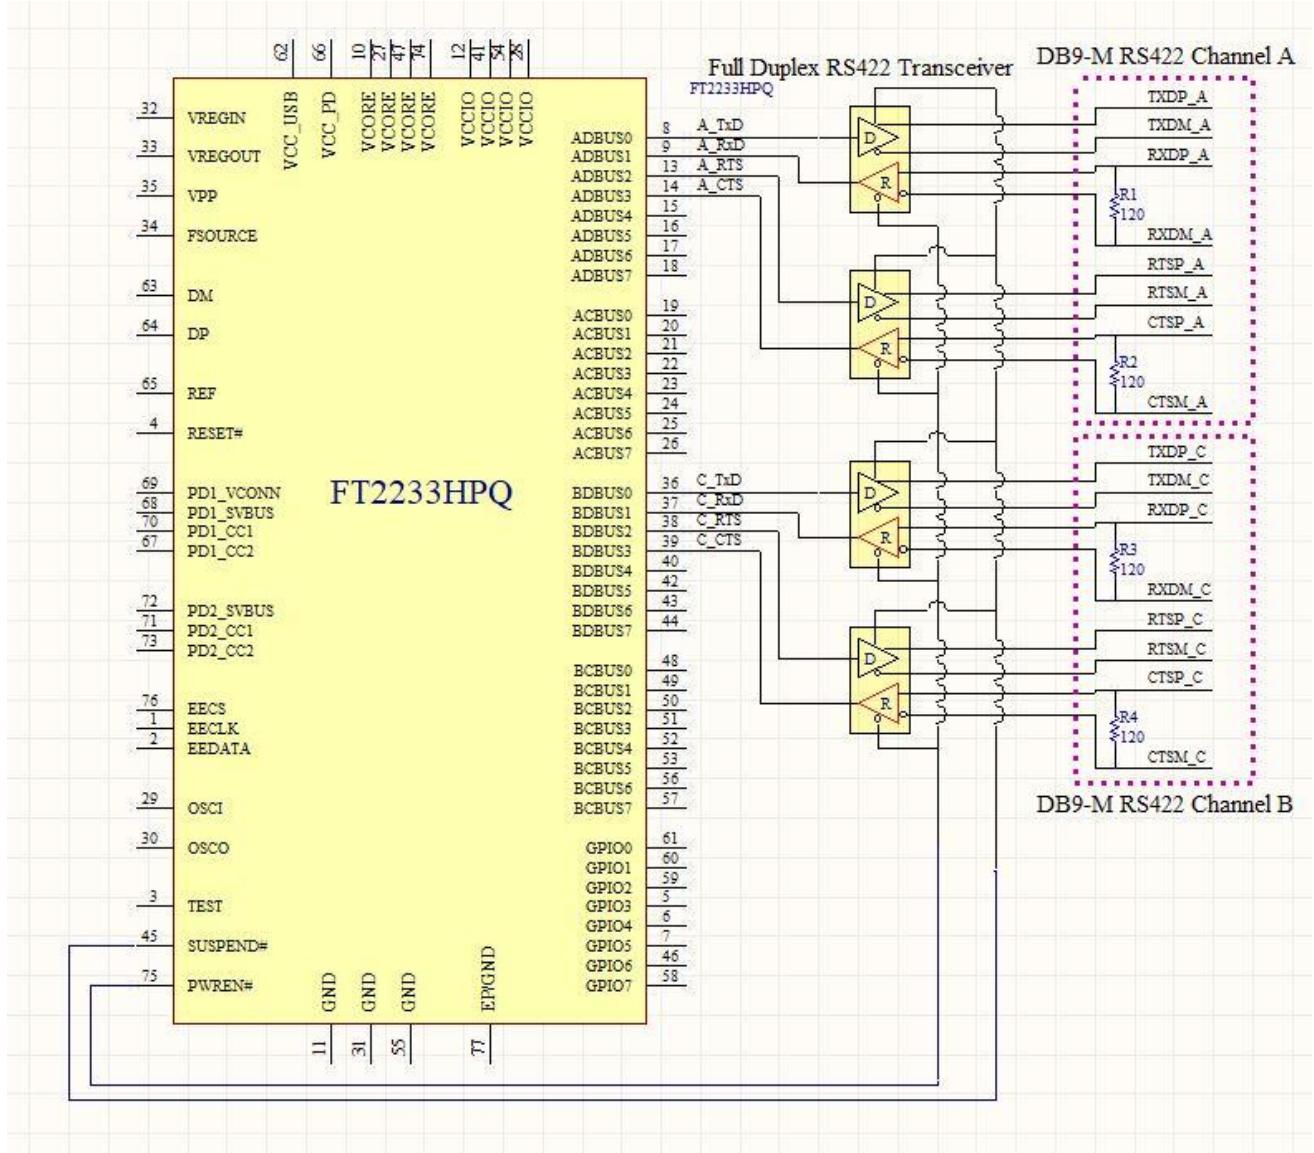 62
66
10
27
47
74
12
41
54
28
VCC_USB
VCC_PD
VCORE
VCORE
VCORE
VCORE
VCCIO
VCCIO
VCCIO
VCCIO
Full Duplex RS422 Transceiver
FT2233HPQ
DB9-M RS422 Channel A
32 VREGIN
33 VREGOUT
35 VPP
34 FSOURCE
63 DM
64 DP
65 REF
4 RESET#
69 PD1_VCONN
68 PD1_SVBUS
70 PD1_CC1
67 PD1_CC2
72 PD2_SVBUS
71 PD2_CC1
73 PD2_CC2
76 EECS
1 EECLK
2 EEDATA
29 OSCI
30 OSCO
3 TEST
45 SUSPEND#
75 PWREN#
FT2233HPQ
ADBUS0 8 A_TxD
ADBUS1 9 A_RxD
ADBUS2 13 A_RTS
ADBUS3 14 A_CTS
ADBUS4 15
ADBUS5 16
ADBUS6 17
ADBUS7 18
ACBUS0 19
ACBUS1 20
ACBUS2 21
ACBUS3 22
ACBUS4 23
ACBUS5 24
ACBUS6 25
ACBUS7 26
BDBUS0 36 C_TxD
BDBUS1 37 C_RxD
BDBUS2 38 C_RTS
BDBUS3 39 C_CTS
BDBUS4 40
BDBUS5 42
BDBUS6 43
BDBUS7 44
BCBUS0 48
BCBUS1 49
BCBUS2 50
BCBUS3 51
BCBUS4 52
BCBUS5 53
BCBUS6 56
BCBUS7 57
GPIO0 61
GPIO1 60
GPIO2 59
GPIO3 5
GPIO4 6
GPIO5 7
GPIO6 46
GPIO7 58
GND
GND
GND
EP/GND
11
31
55
77
D
R
D
R
D
R
D
R
TXDP_A
TXDM_A
RXDP_A
R1
120
RXDM_A
RTSP_A
RTSM_A
CTSP_A
R2
120
CTSM_A
TXDP_C
TXDM_C
RXDP_C
R3
120
RXDM_C
RTSP_C
RTSM_C
CTSP_C
R4
120
CTSM_C
DB9-M RS422 Channel B